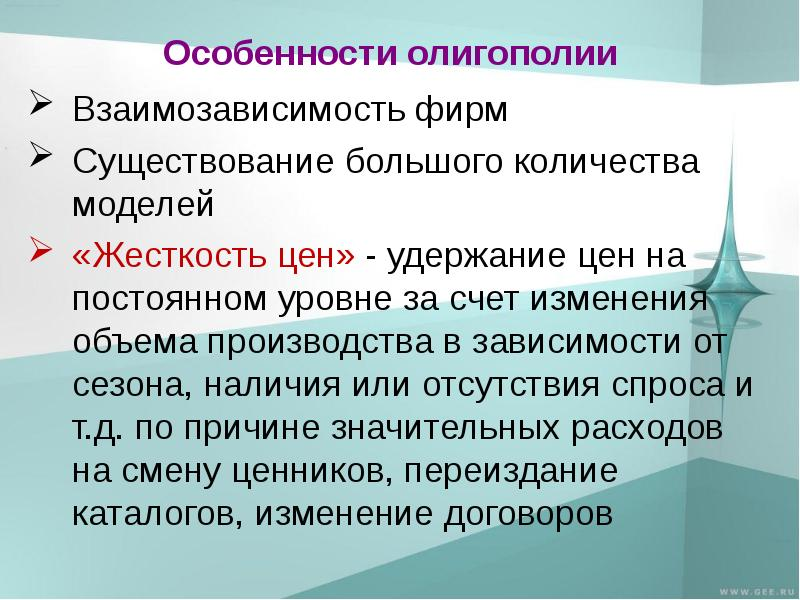 Особенности олигополии
Взаимозависимость фирм
Существование большого количества
моделей
«Жесткость цен» - удержание цен на
постоянном уровне за счет изменения
объема производства в зависимости от
сезона, наличия или отсутствия спроса и
т.д. по причине значительных расходов
на смену ценников, переиздание
каталогов, изменение договоров
WWW.GEE.RU